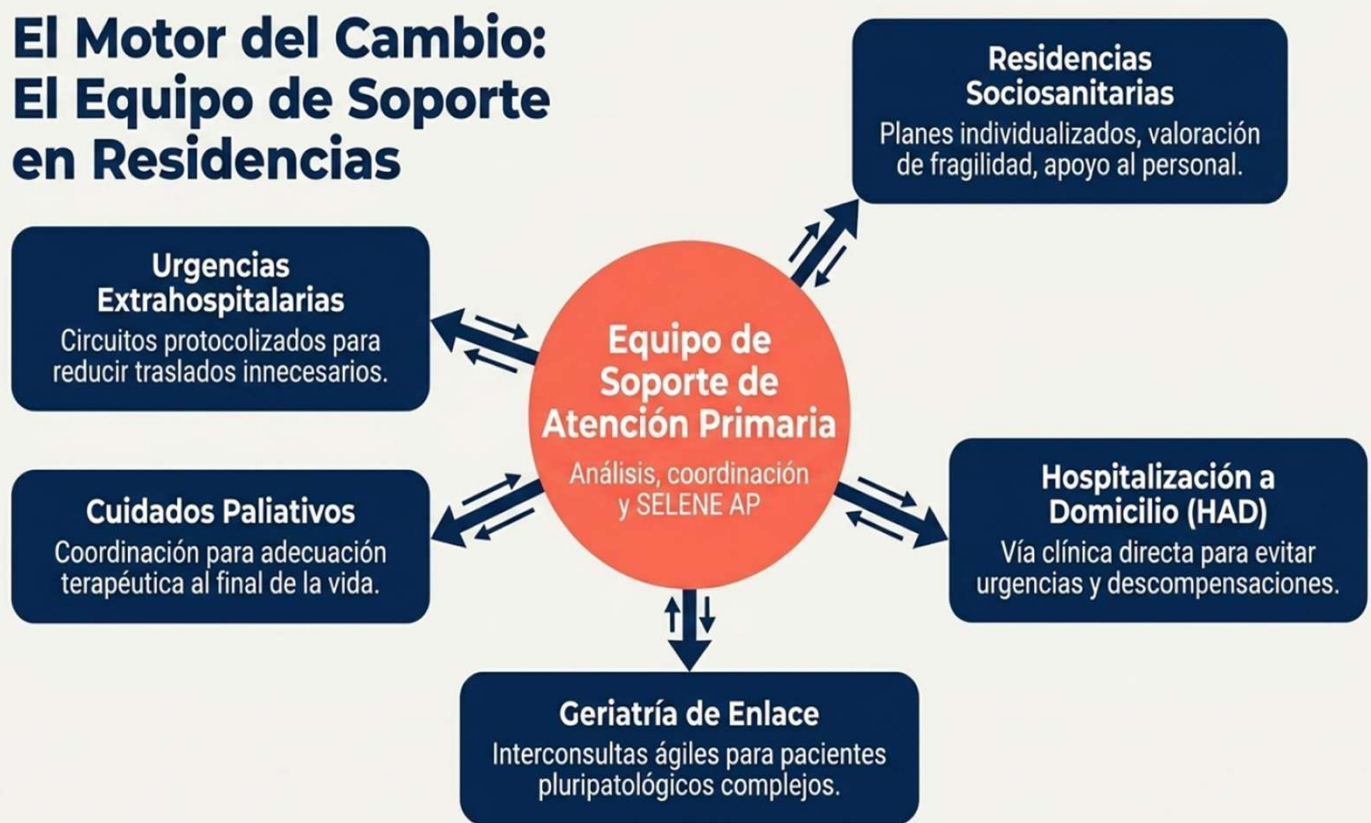 El Motor del Cambio:
El Equipo de Soporte
en Residencias
Residencias
Sociosanitarias
Planes individualizados, valoración
de fragilidad, apoyo al personal.
Urgencias
Extrahospitalarias
Circuitos protocolizados para
reducir traslados innecesarios.
Equipo de
Soporte de
Atención Primaria
Análisis, coordinación
y SELENE AP
Cuidados Paliativos
Coordinación para adecuación
terapéutica al final de la vida.
Hospitalización a
Domicilio (HAD)
Vía clínica directa para evitar
urgencias y descompensaciones.
Geriatría de Enlace
Interconsultas ágiles para pacientes
pluripatológicos complejos.